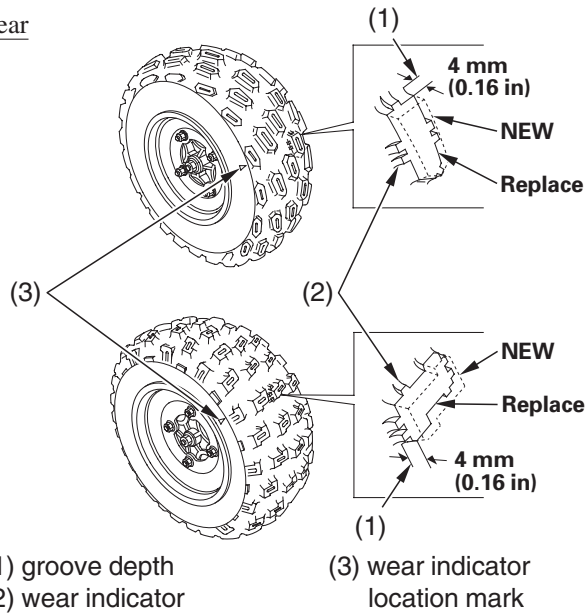 ear
(1)
4 mm
(0.16 in)
NEW
Replace
(3)
(2)
NEW
Replace
4 mm
(0.16 in)
(1)
1) groove depth
2) wear indicator
(3) wear indicator
location mark